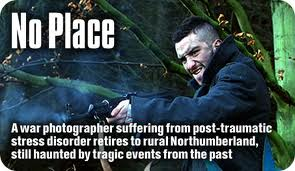 No Place
A war photographer suffering from post-traumatic
stress disorder retires to rural Northumberland,
still haunted by tragic events from the past